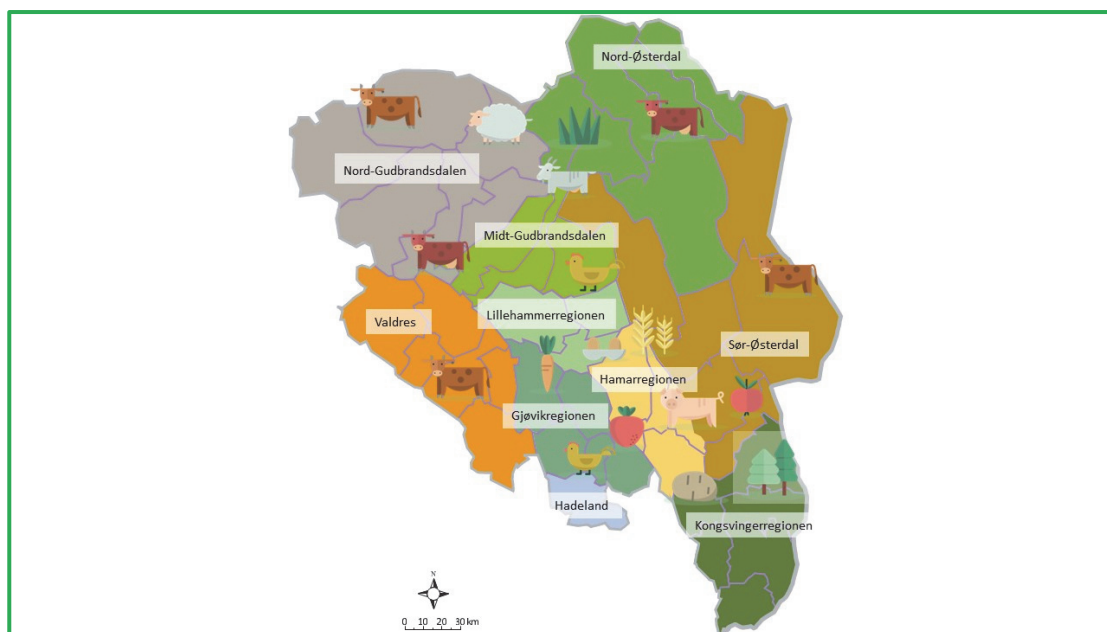 Nord-Østerdal
Nord-Gudbrandsdalen
Midt-Gudbrandsdalen
Lillehammerregionen
Valdres
Sør-Østerdal
Hamarregionen
Gjøvikregionen
Hadeland
Kongsvingerregionen
N
0 10 20 30 km